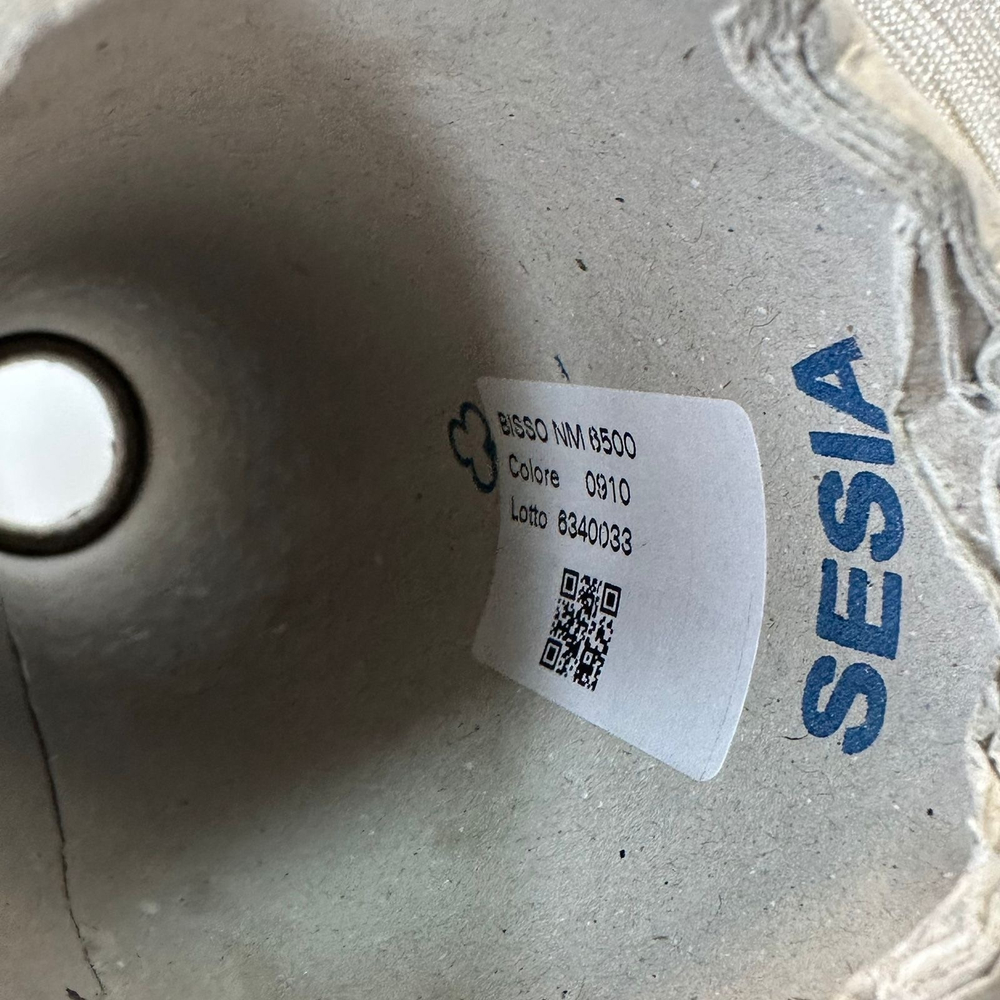 BISSO NM 6500
Colore 0910
Lotto 6340033
SESIA